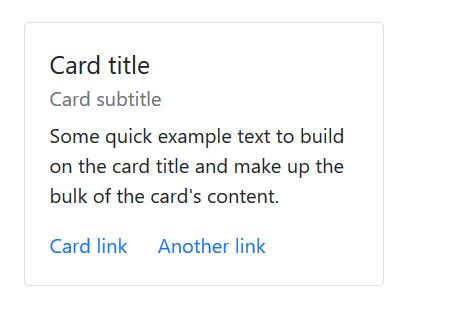 Card title
Card subtitle
Some quick example text to build
on the card title and make up the
bulk of the card's content.
Card link Another link